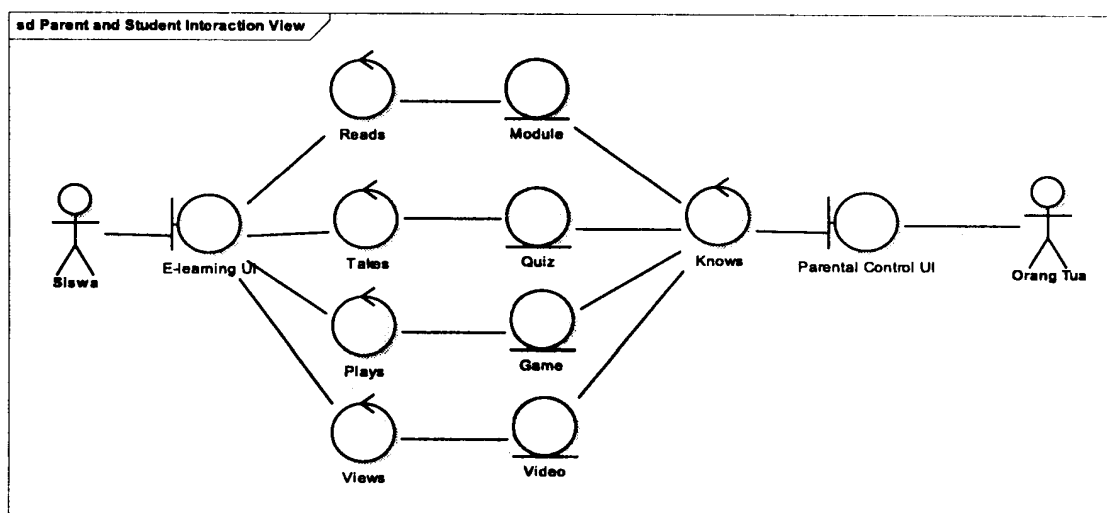 sd Parent and Student Interaction View
Reads
Module
Siswa
E-learning UI
Takes
Quiz
Knows
Parental Control UI
Orang Tua
Plays
Game
Views
Video